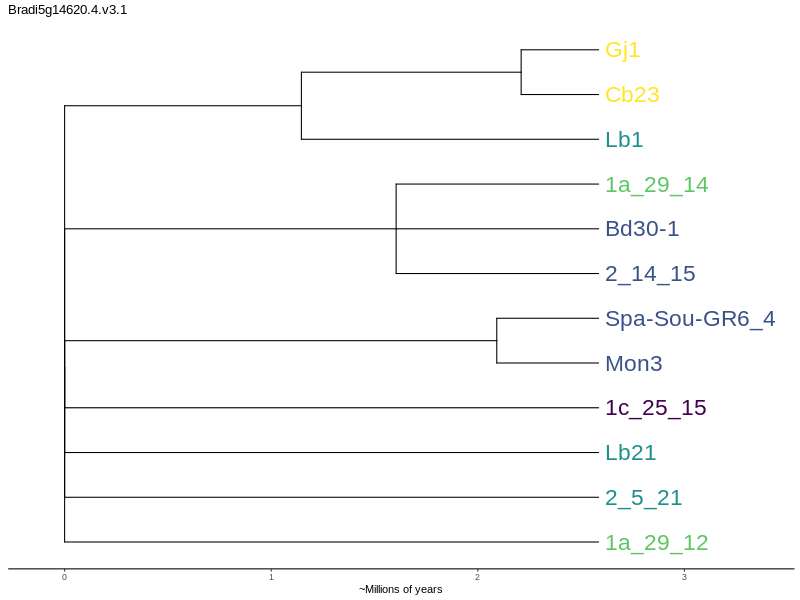 Bradi5g14620.4.v3.1
Gj1
Cb23
Lb1
1a_29_14
Bd30-1
2_14_15
Spa-Sou-GR6_4
Mon3
1c_25_15
Lb21
2_5_21
1a_29_12
0 1 2 3
~Millions of years